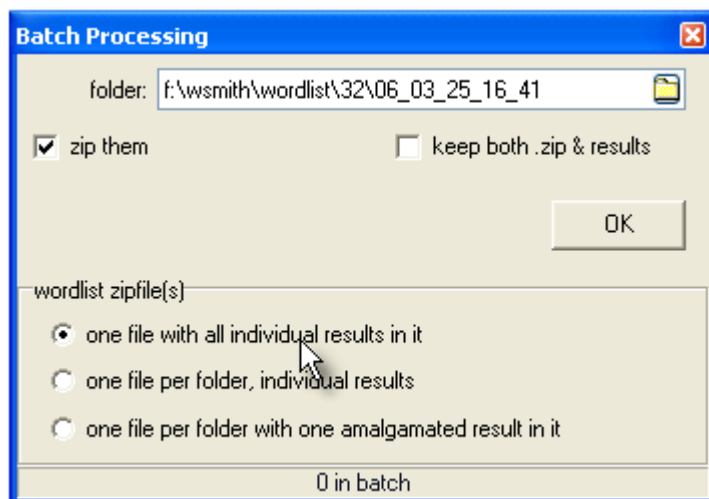 Batch Processing
folder: f:\wsmith\wordlist\32\06_03_25_16_41
zip them keep both .zip & results
OK
wordlist zipfile(s)
one file with all individual results in it
one file per folder, individual results
one file per folder with one amalgamated result in it
0 in batch